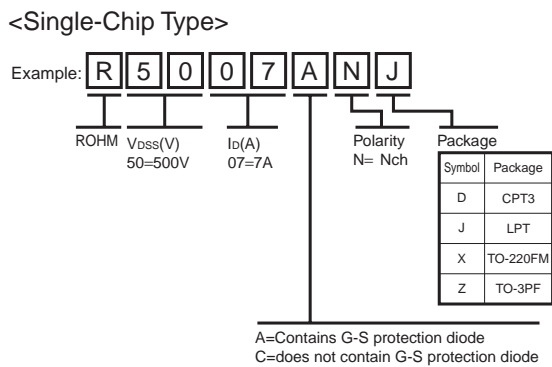 <Single-Chip Type>
Example: R 5 0 0 7 A N J
ROHM
VDSS(V)
50=500V
ID(A)
07=7A
Polarity
N= Nch
Package
Symbol Package
D CPT3
J LPT
X TO-220FM
Z TO-3PF
A=Contains G-S protection diode
C=does not contain G-S protection diode